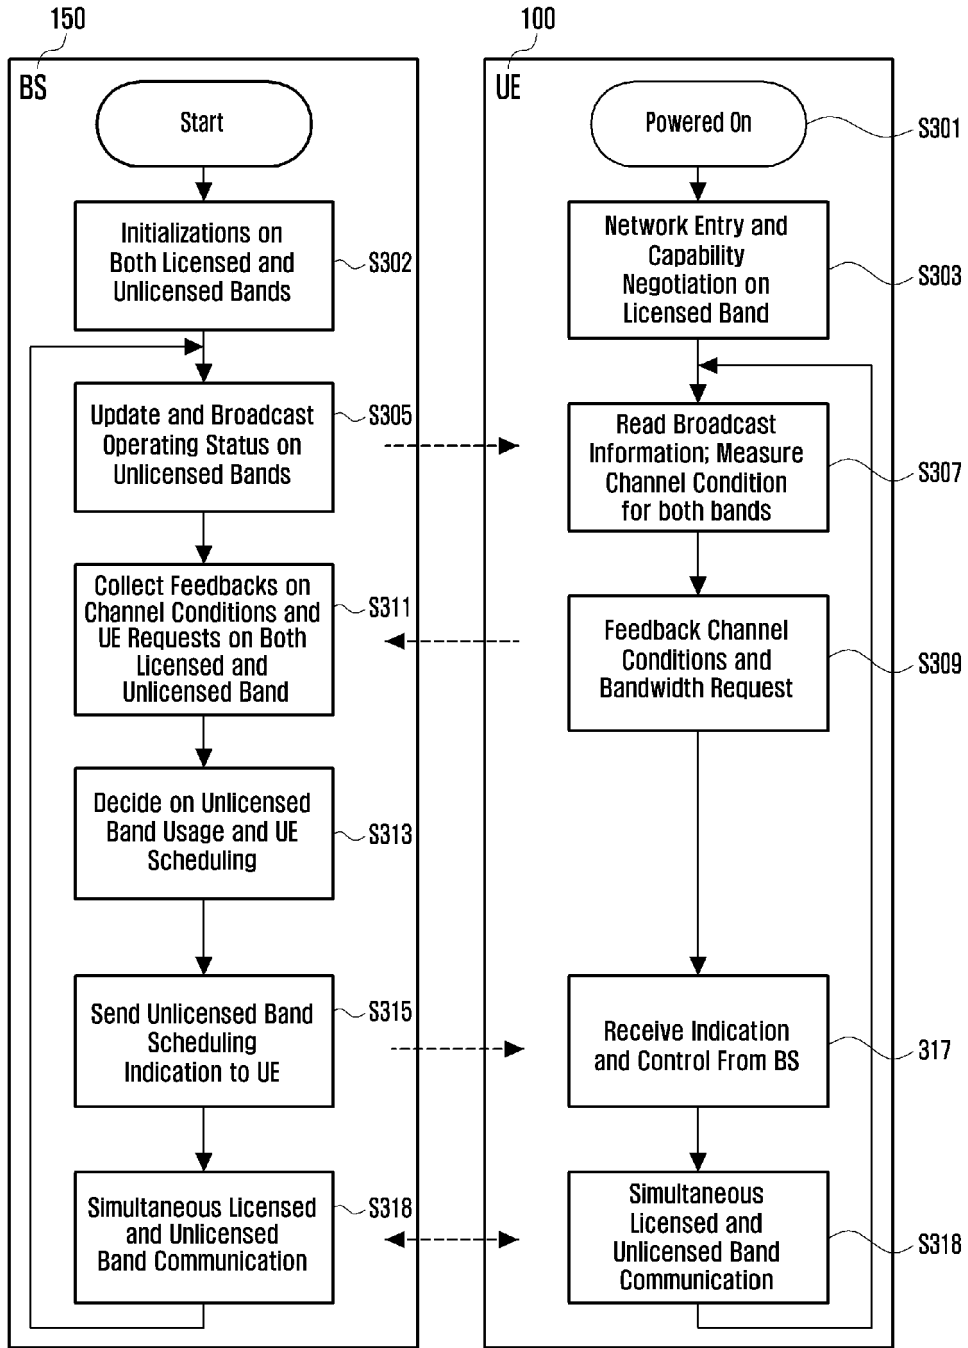 150
BS
Start
Initializations on
Both Licensed and
Unlicensed Bands
S302
Update and Broadcast
Operating Status on
Unlicensed Bands
S305
Collect Feedbacks on
Channel Conditions and
UE Requests on Both
Licensed and
Unlicensed Band
S311
Decide on Unlicensed
Band Usage and UE
Scheduling
S313
Send Unlicensed Band
Scheduling
Indication to UE
S315
Simultaneous Licensed
and Unlicensed
Band Communication
S318
100
UE
Powered On
S301
Network Entry and
Capability
Negotiation on
Licensed Band
S303
Read Broadcast
Information; Measure
Channel Condition
for both bands
S307
Feedback Channel
Conditions and
Bandwidth Request
S309
Receive Indication
and Control From BS
317
Simultaneous
Licensed and
Unlicensed Band
Communication
S318